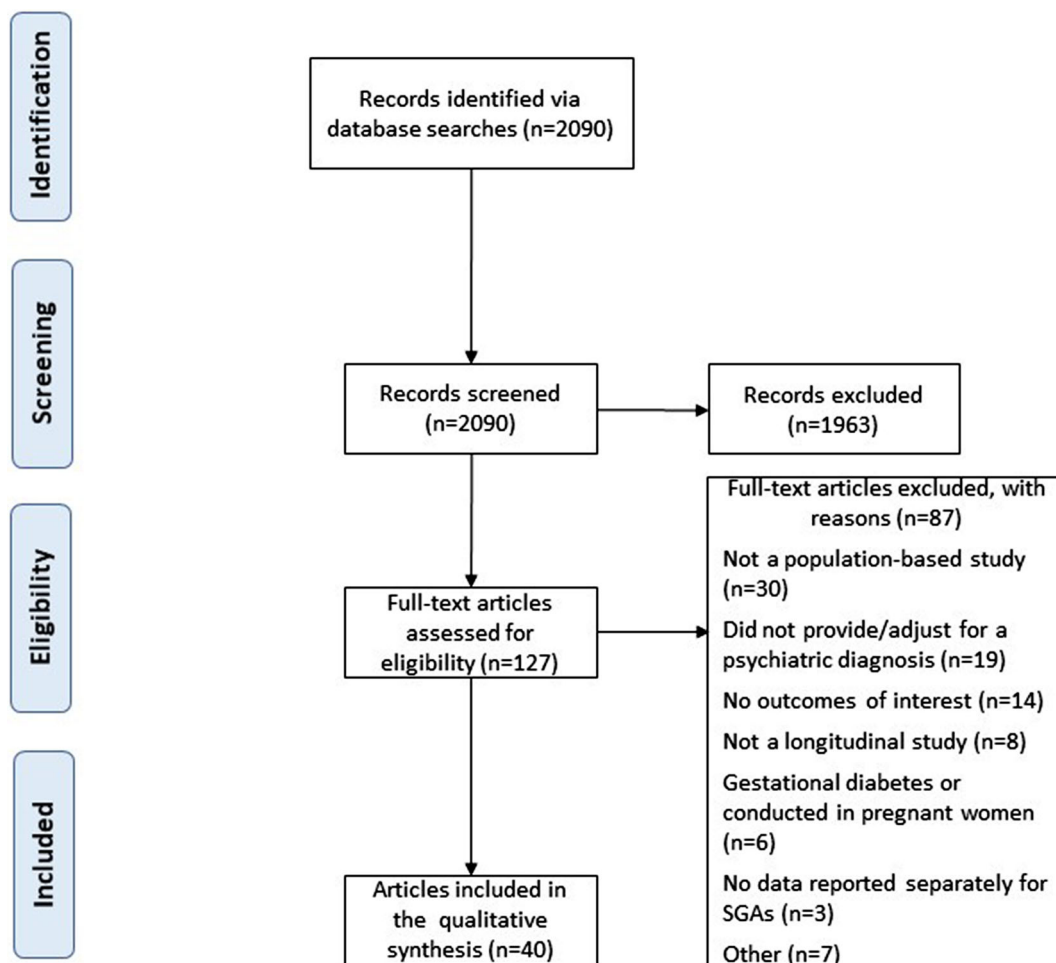 Identification
Records identified via
database searches (n=2090)
Screening
Records screened
(n=2090)
Records excluded
(n=1963)
Eligibility
Full-text articles
assessed for
eligibility (n=127)
Full-text articles excluded, with
reasons (n=87)
Not a population-based study
(n=30)
Did not provide/adjust for a
psychiatric diagnosis (n=19)
No outcomes of interest (n=14)
Not a longitudinal study (n=8)
Gestational diabetes or
conducted in pregnant women
(n=6)
No data reported separately for
SGAs (n=3)
Other (n=7)
Included
Articles included in
the qualitative
synthesis (n=40)